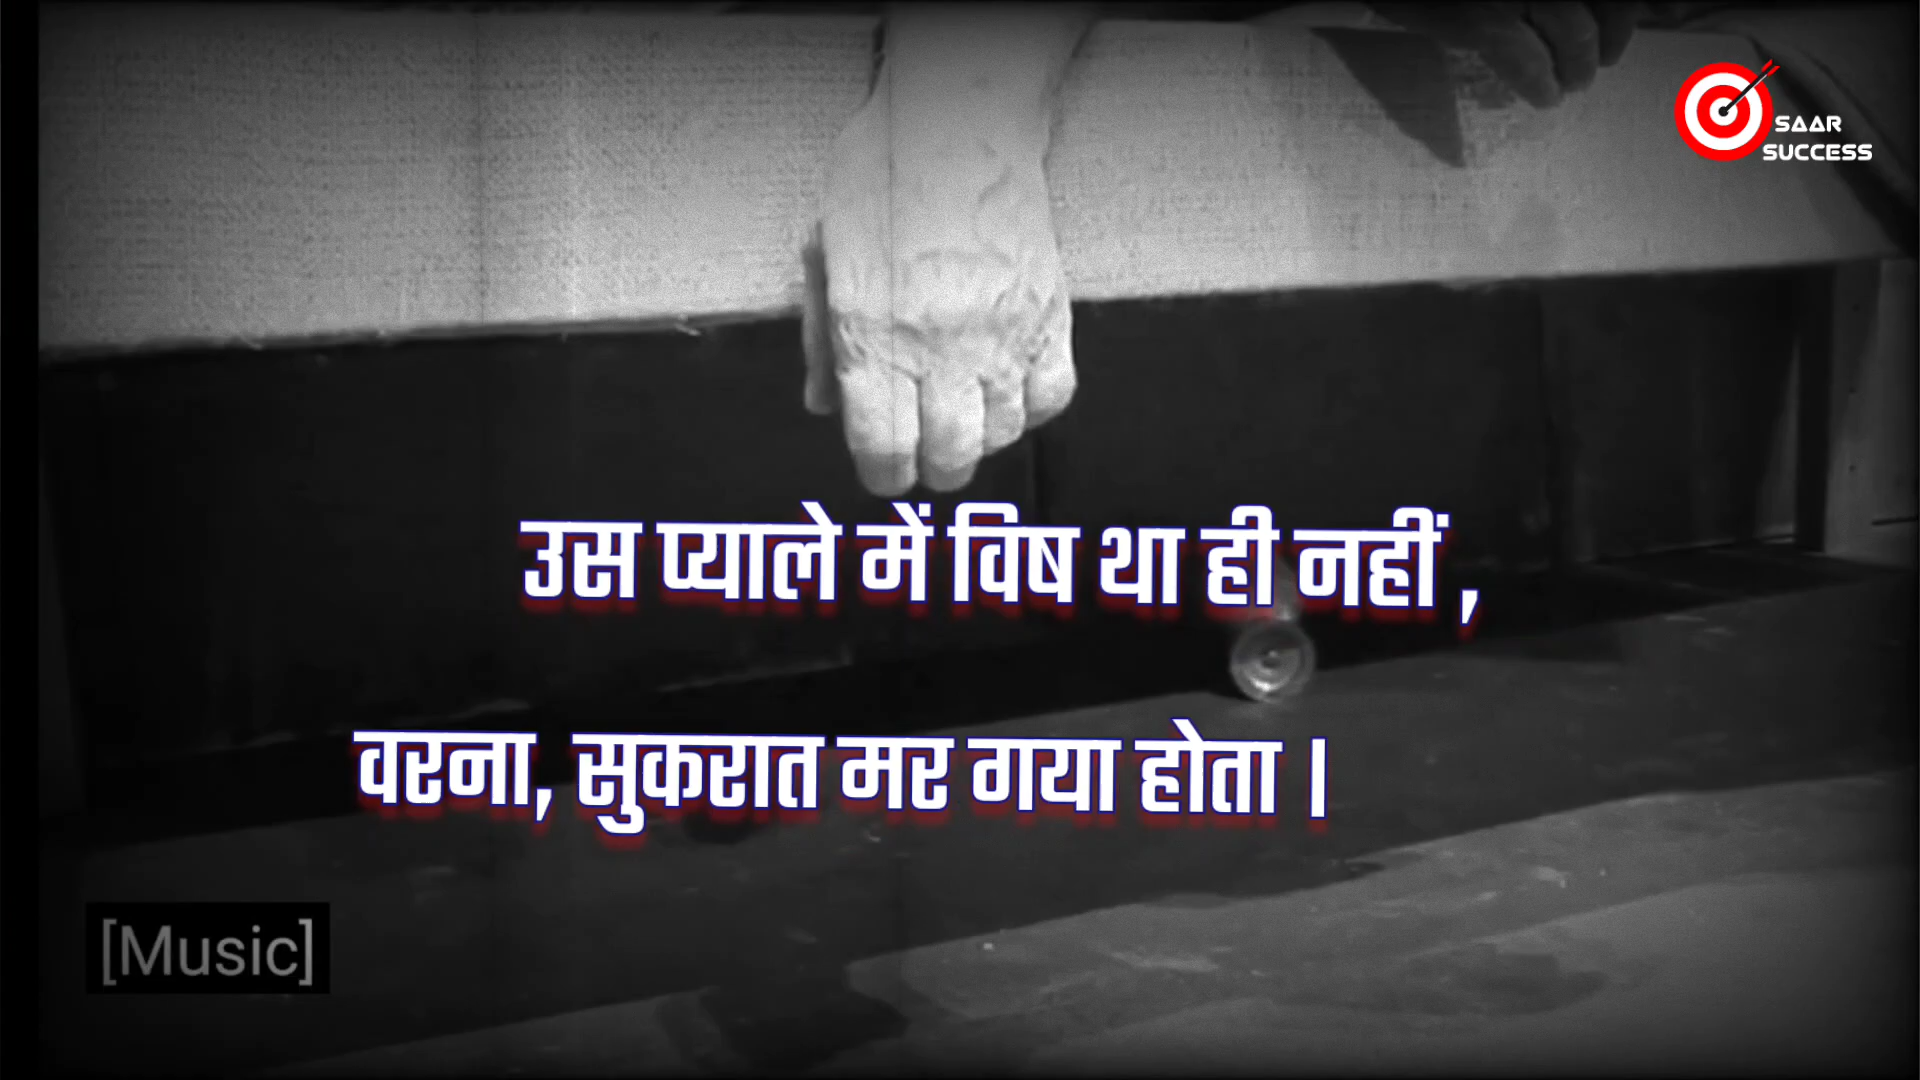 SAAR
SUCCESS
उस प्याले में विष था ही नहीं ,
वरना, सुकरात मर गया होता ।
[Music]